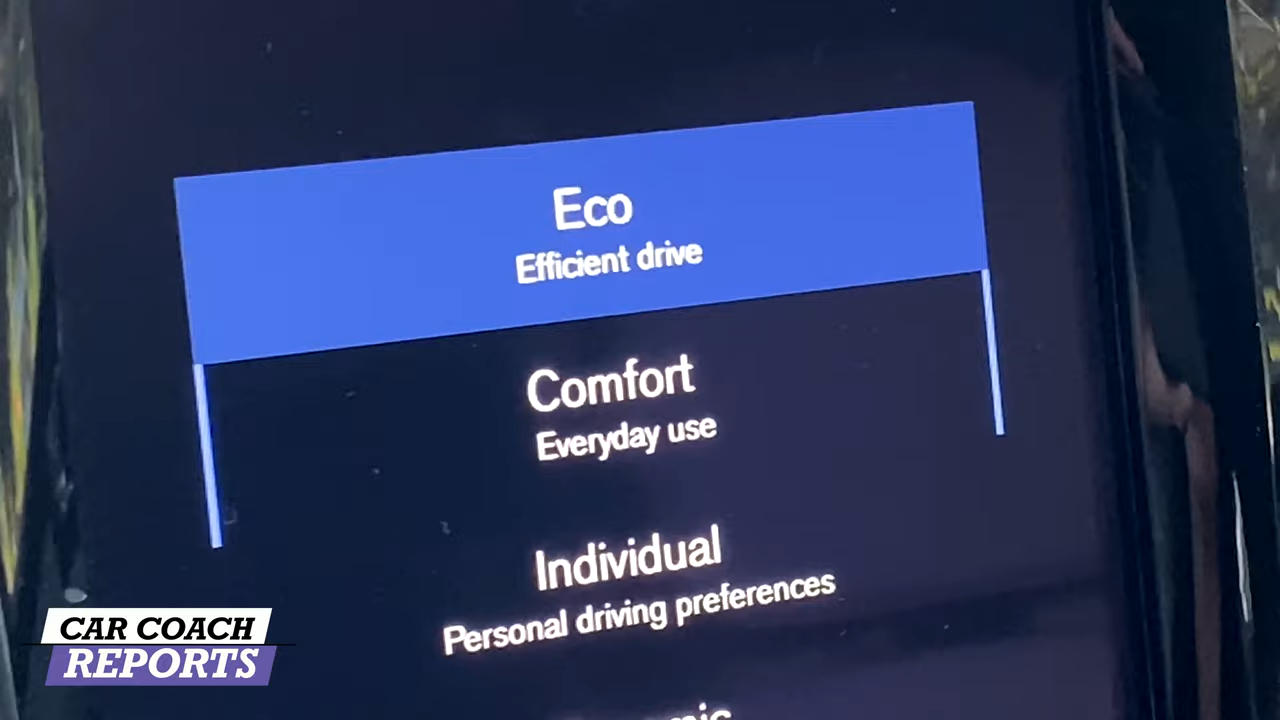 Eco
Efficient drive
Comfort
Everyday use
Individual
Personal driving preferences
CAR COACH
REPORTS